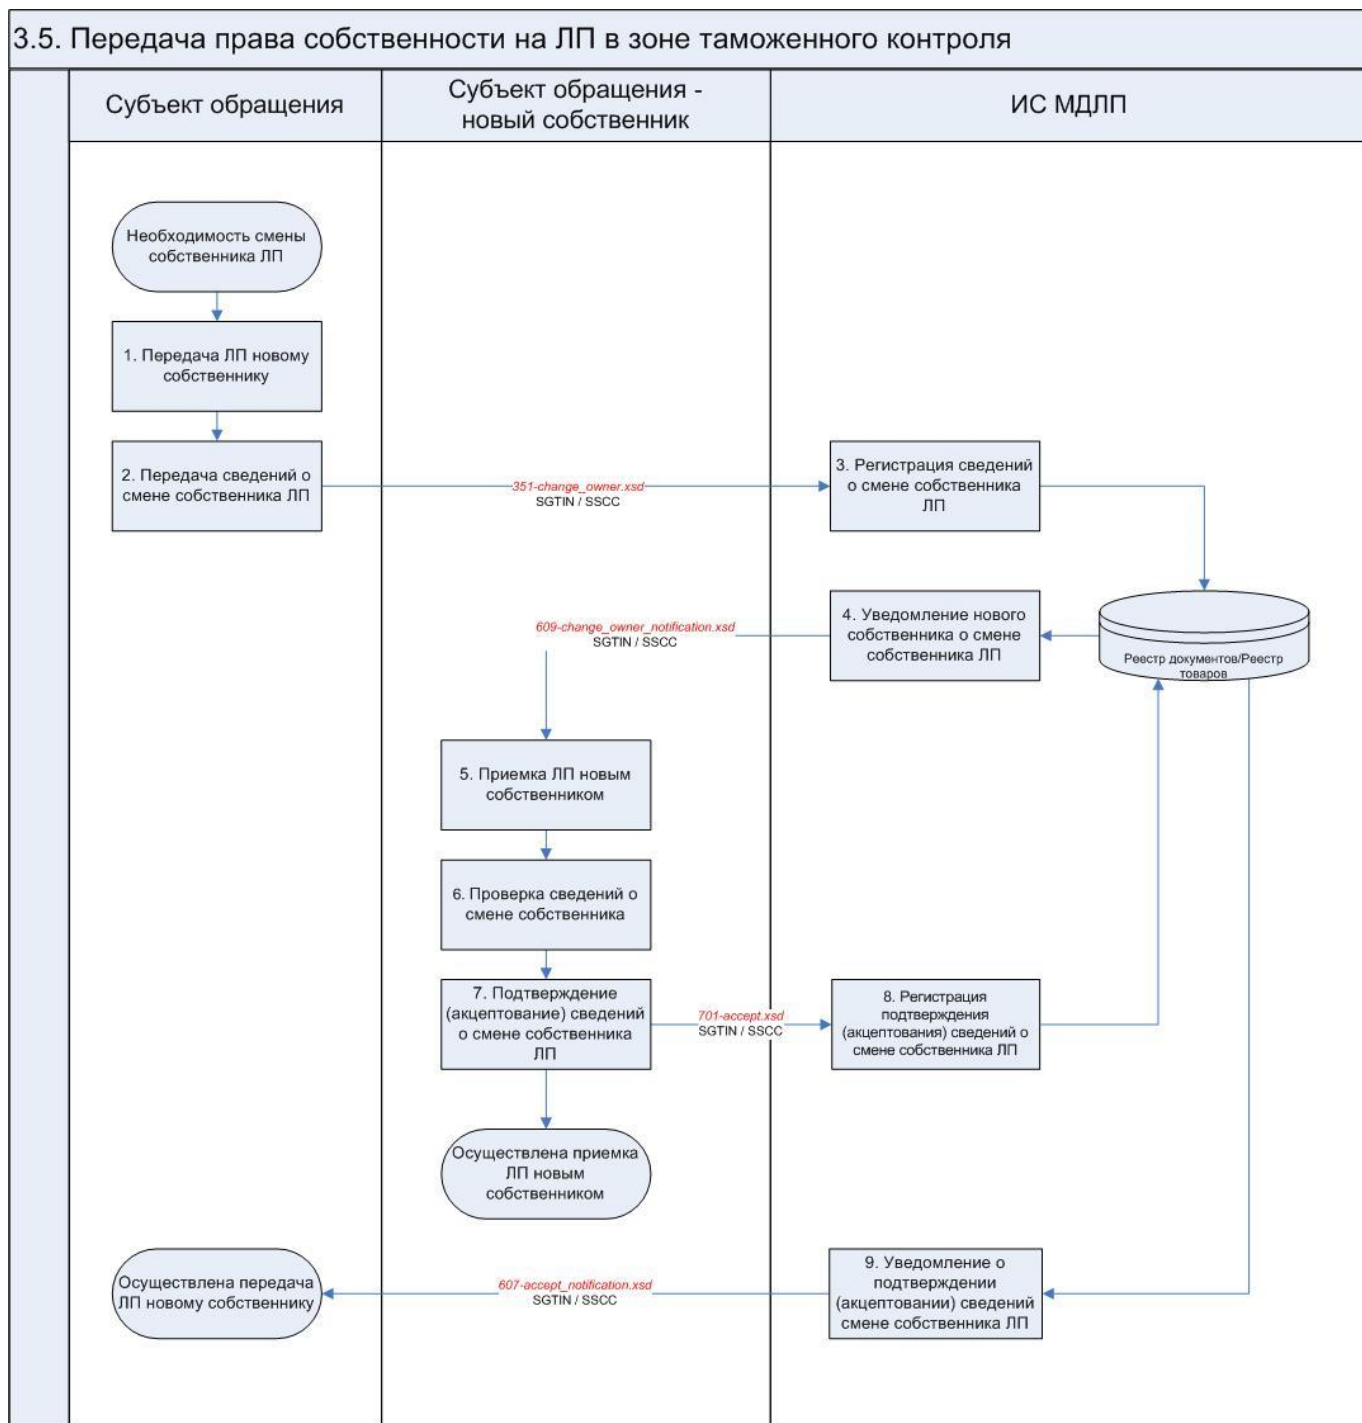 3.5. Передача права собственности на ЛП в зоне таможенного контроля
Субъект обращения
Субъект обращения -
новый собственник
ИС МДЛП
Необходимость смены
собственника ЛП
1. Передача ЛП новому
собственнику
2. Передача сведений о
смене собственника ЛП
351-change_owner.xsd
SGTIN / SSCC
3. Регистрация сведений
о смене собственника
ЛП
609-change_owner_notification.xsd
SGTIN / SSCC
4. Уведомление нового
собственника о смене
собственника ЛП
Реестр документов/Реестр
товаров
5. Приемка ЛП новым
собственником
6. Проверка сведений о
смене собственника
7. Подтверждение
(акцептование) сведений
о смене собственника
ЛП
701-accept.xsd
SGTIN / SSCC
8. Регистрация
подтверждения
(акцептования) сведений о
смене собственника ЛП
Осуществлена приемка
ЛП новым
собственником
Осуществлена передача
ЛП новому собственнику
607-accept_notification.xsd
SGTIN / SSCC
9. Уведомление о
подтверждении
(акцептовании) сведений
смене собственника ЛП